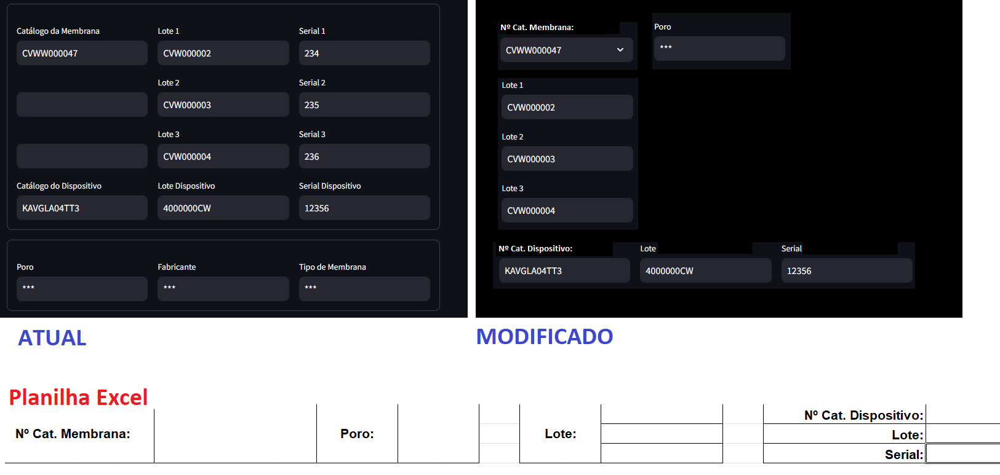 Catálogo da Membrana Lote 1 Serial 1
CVWW000047 CVW000002 234
Lote 2 Serial 2
CVW000003 235
Lote 3 Serial 3
CVW000004 236
Catálogo do Dispositivo Lote Dispositivo Serial Dispositivo
KAVGLA04TT3 4000000CW 12356
Poro Fabricante Tipo de Membrana
*** *** ***
ATUAL
Nº Cat. Membrana: Poro
CVWW000047 ***
Lote 1
CVW000002
Lote 2
CVW000003
Lote 3
CVW000004
Nº Cat. Dispositivo: Lote Serial
KAVGLA04TT3 4000000CW 12356
MODIFICADO
Planilha Excel
Nº Cat. Membrana: Poro: Lote: Nº Cat. Dispositivo:
Lote:
Serial: